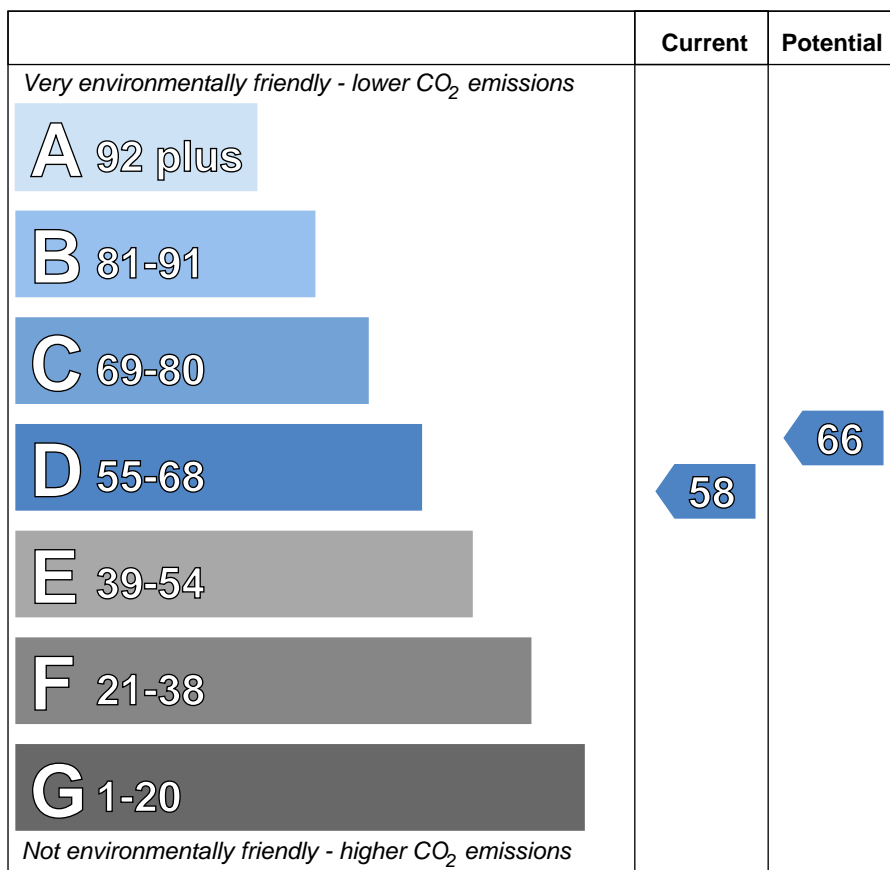 Current Potential
Very environmentally friendly - lower CO2 emissions
A 92 plus
B 81-91
C 69-80
D 55-68
E 39-54
F 21-38
G 1-20
Not environmentally friendly - higher CO2 emissions
58
66